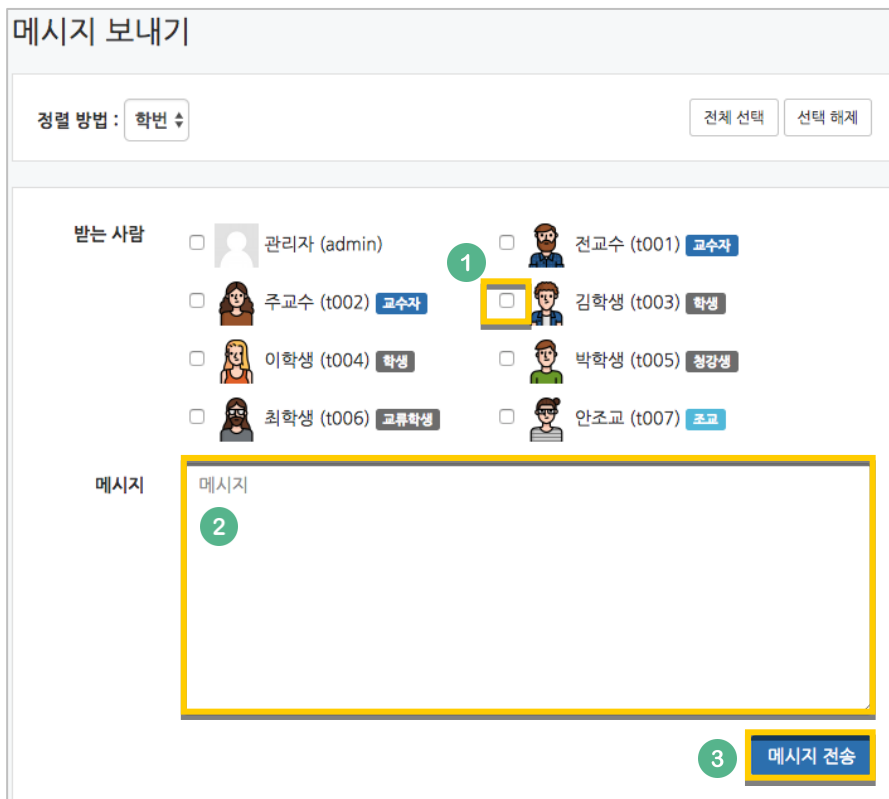 메시지 보내기
정렬 방법 : 학번 전체 선택 선택 해제
받는 사람 관리자 (admin) 전교수 (t001) 교수자
1
주교수 (t002) 교수자 김학생 (t003) 학생
이학생 (t004) 학생 박학생 (t005) 청강생
최학생 (t006) 교류학생 안조교 (t007) 조교
메시지 메시지
2
3 메시지 전송